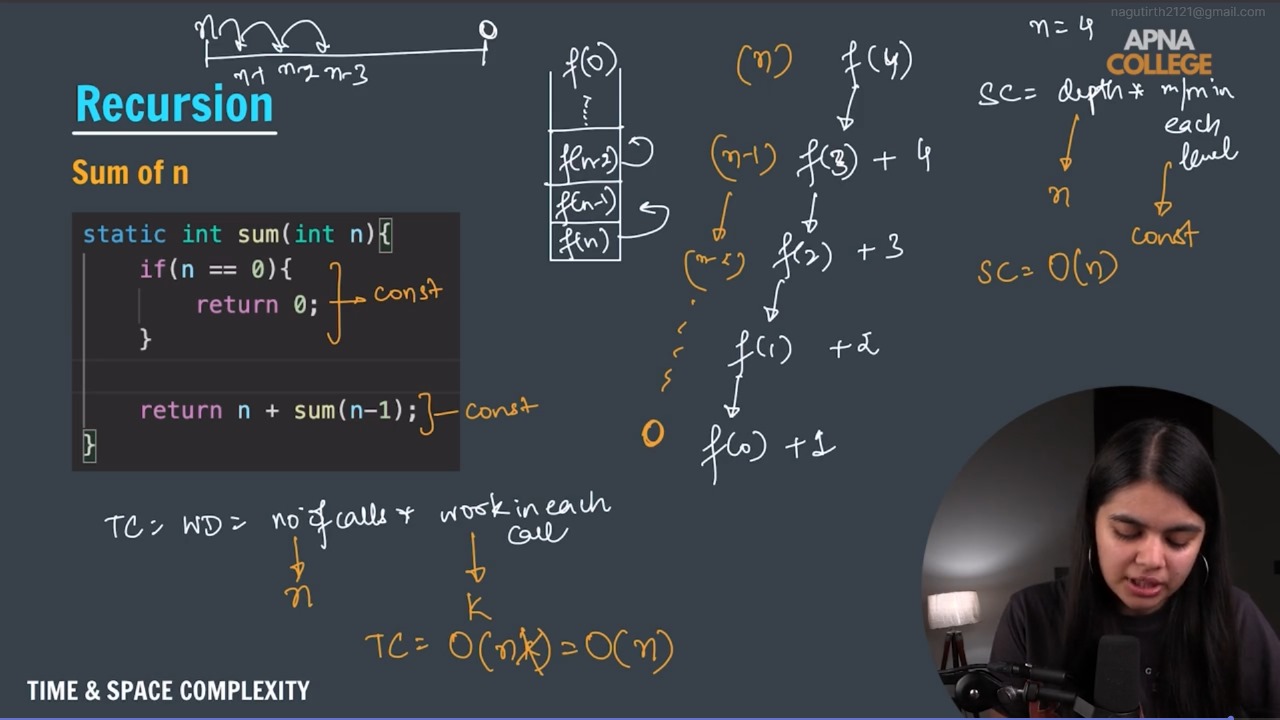 nagutirth2121@gmail.com
n 0
n-1 n-2 n-3
Recursion
Sum of n
static int sum(int n){
if(n == 0){
return 0;
}
const
return n + sum(n-1);
const
}
f(0)
f(n-2)
f(n-1)
f(n)
(n) f(4)
(n-1) f(3) + 4
(n-2) f(2) + 3
f(1) +2
0 f(0) +1
n=4
APNA
COLLEGE
SC= depth * m/m in
each
level
n
const
SC= O(n)
TC= WD= no of calls * work in each
call
n
k
TC= O(nk) = O(n)
TIME & SPACE COMPLEXITY